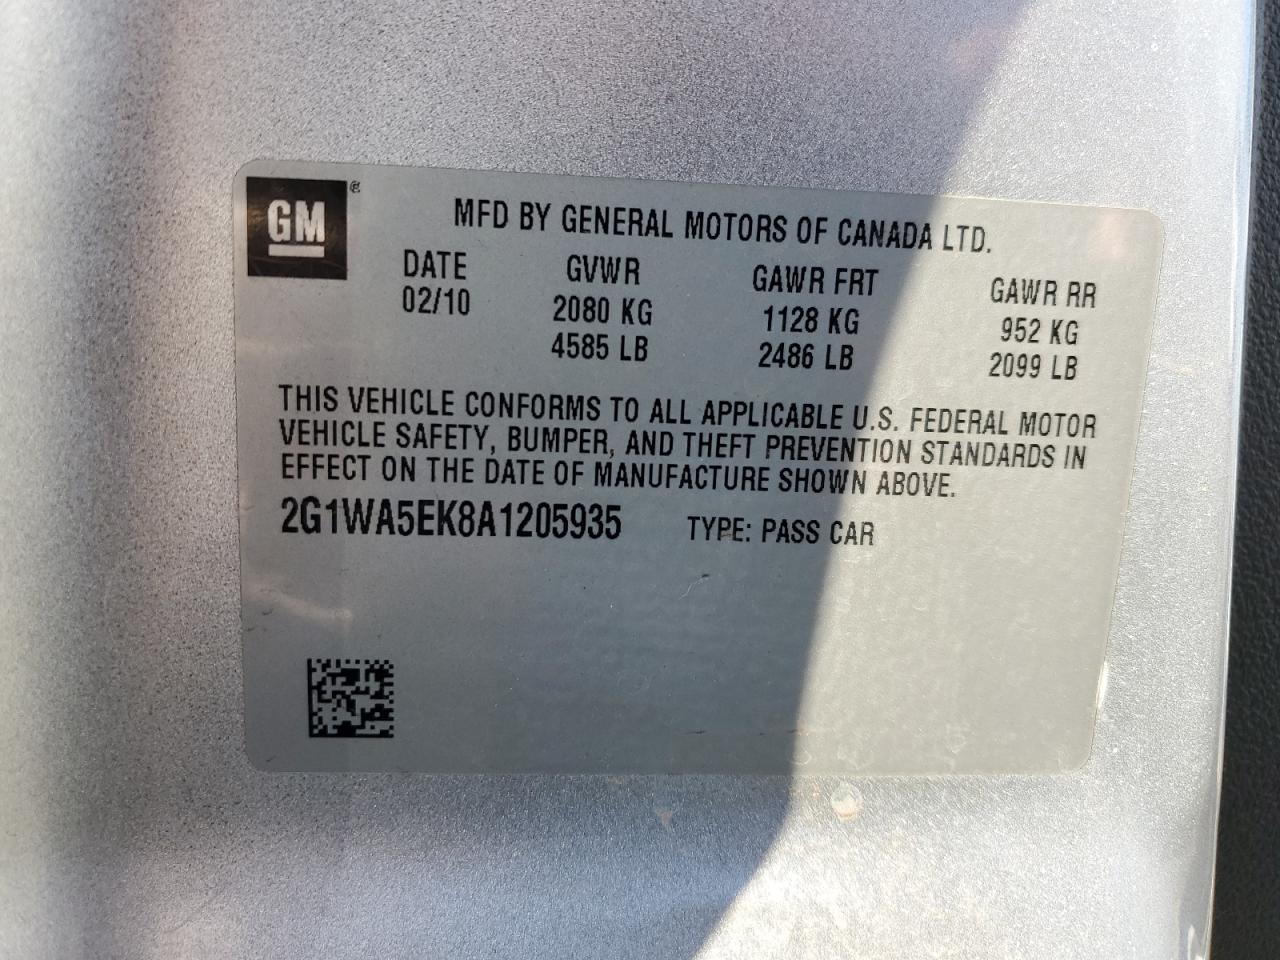 GM ®
MFD BY GENERAL MOTORS OF CANADA LTD.
DATE GVWR GAWR FRT GAWR RR
02/10 2080 KG 1128 KG 952 KG
4585 LB 2486 LB 2099 LB
THIS VEHICLE CONFORMS TO ALL APPLICABLE U.S. FEDERAL MOTOR
VEHICLE SAFETY, BUMPER, AND THEFT PREVENTION STANDARDS IN
EFFECT ON THE DATE OF MANUFACTURE SHOWN ABOVE.
2G1WA5EK8A1205935 TYPE: PASS CAR